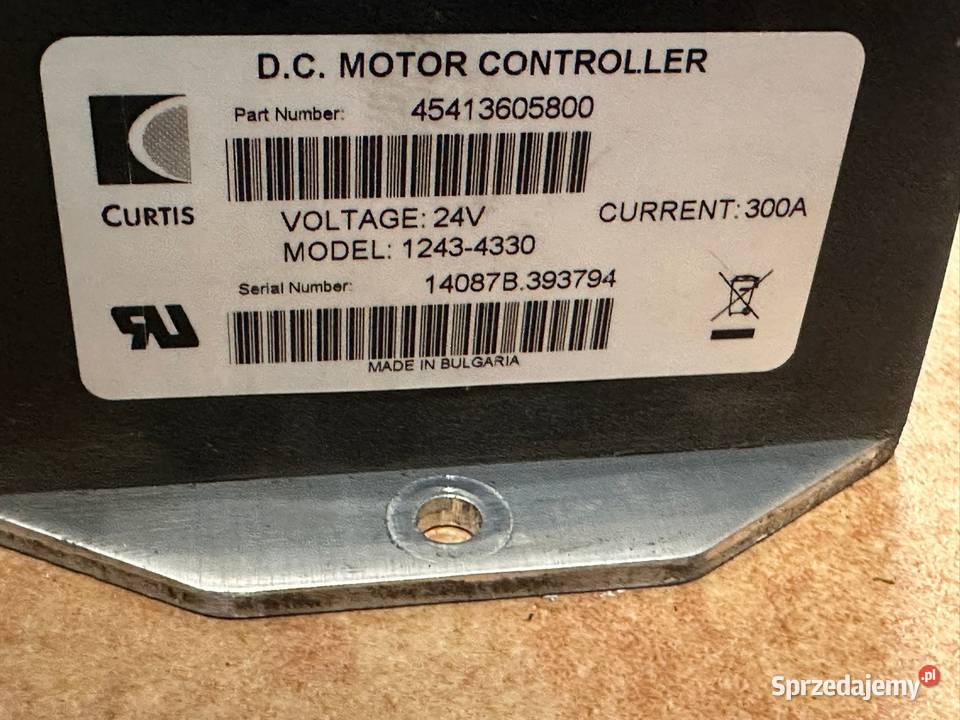 D.C. MOTOR CONTROLLER
Part Number: 45413605800
CURTIS
VOLTAGE: 24V CURRENT: 300A
MODEL: 1243-4330
Serial Number: 14087B.393794
MADE IN BULGARIA
Sprzedajemy.pl